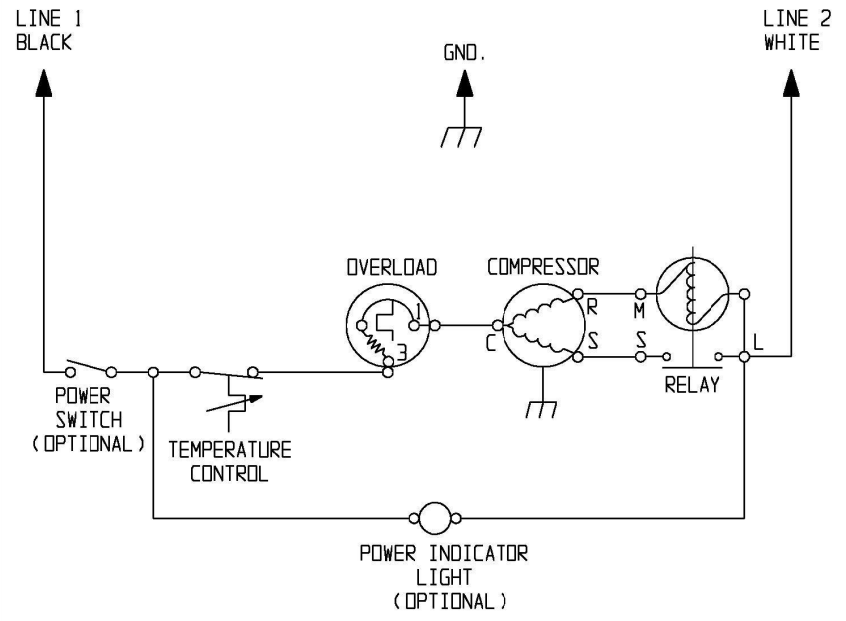 LINE 1
BLACK
GND.
LINE 2
WHITE
OVERLOAD
COMPRESSOR
1
3
C
R
S
M
S
L
RELAY
POWER
SWITCH
(OPTIONAL)
TEMPERATURE
CONTROL
POWER INDICATOR
LIGHT
(OPTIONAL)